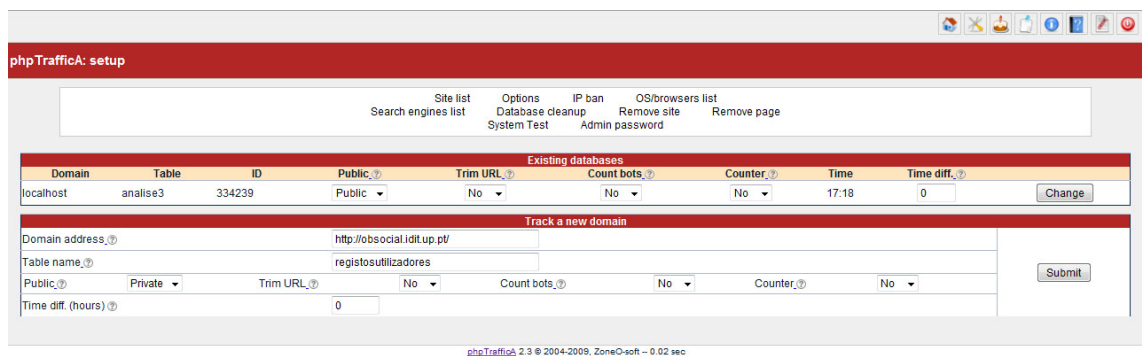 phpTrafficA: setup
Site list Options IP ban OS/browsers list
Search engines list Database cleanup Remove site Remove page
System Test Admin password
Existing databases
Domain Table ID Public Trim URL Count bots Counter Time Time diff.
localhost analise3 334239 Public No No No 17:18 0 Change
Track a new domain
Domain address http://obsocial.idit.up.pt/
Table name registosutilizadores
Submit
Public Private Trim URL No Count bots No Counter No
Time diff. (hours) 0
phpTrafficA 2.3 © 2004-2009, ZoneO-soft – 0.02 sec